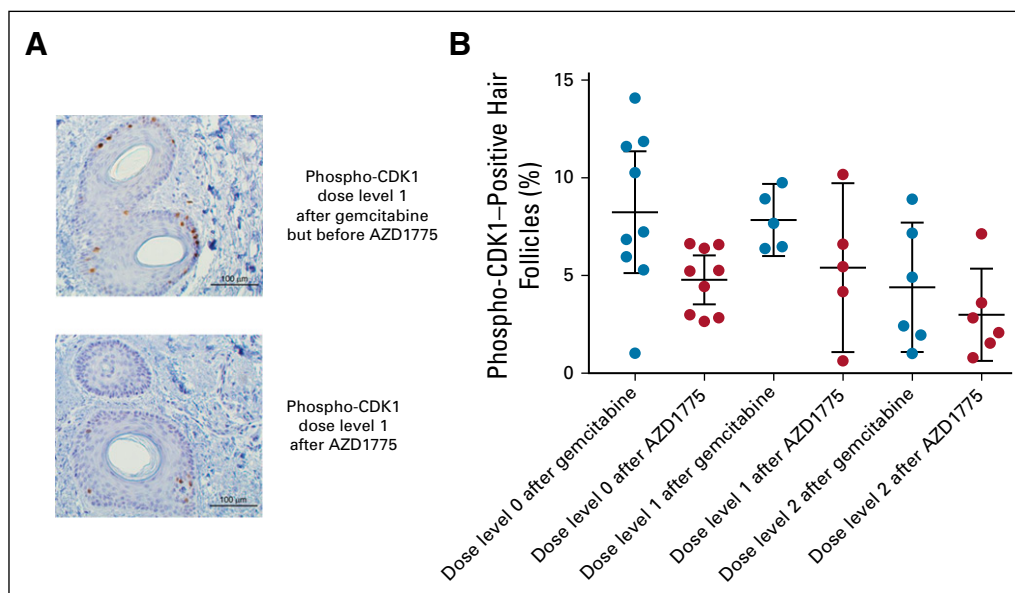 A
Phospho-CDK1
dose level 1
after gemcitabine
but before AZD1775
100 µm
Phospho-CDK1
dose level 1
after AZD1775
100 µm
B
Phospho-CDK1–Positive Hair
Follicles (%)
15
10
5
0
Dose level 0 after gemcitabine
Dose level 0 after AZD1775
Dose level 1 after gemcitabine
Dose level 1 after AZD1775
Dose level 2 after gemcitabine
Dose level 2 after AZD1775